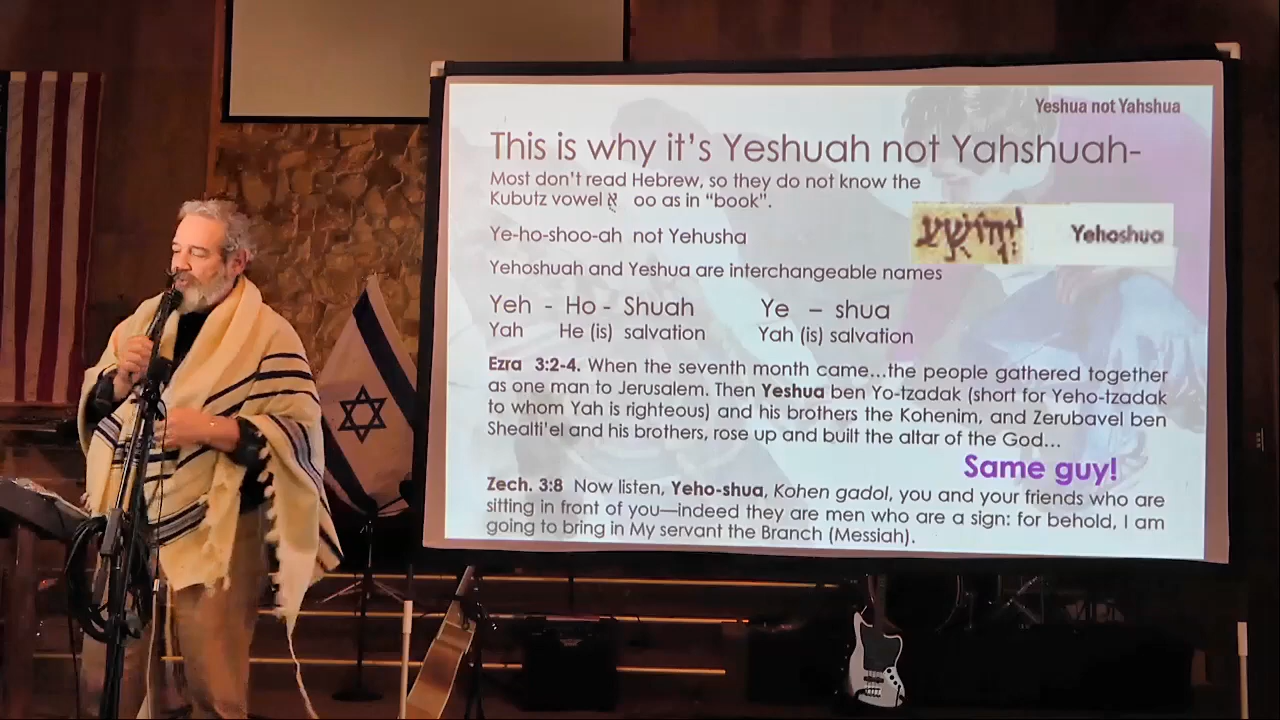 Yeshua not Yahshua
This is why it's Yeshuah not Yahshuah-
Most don't read Hebrew, so they do not know the
Kubutz vowel אֻ oo as in "book".
יְהוֹשֻׁעַ Yehoshua
Ye-ho-shoo-ah not Yehusha
Yehoshuah and Yeshua are interchangeable names
Yeh - Ho - Shuah Ye – shua
Yah He (is) salvation Yah (is) salvation
Ezra 3:2-4. When the seventh month came…the people gathered together
as one man to Jerusalem. Then Yeshua ben Yo-tzadak (short for Yeho-tzadak
to whom Yah is righteous) and his brothers the Kohenim, and Zerubavel ben
Shealti'el and his brothers, rose up and built the altar of the God…
Same guy!
Zech. 3:8 Now listen, Yeho-shua, Kohen gadol, you and your friends who are
sitting in front of you—indeed they are men who are a sign: for behold, I am
going to bring in My servant the Branch (Messiah).